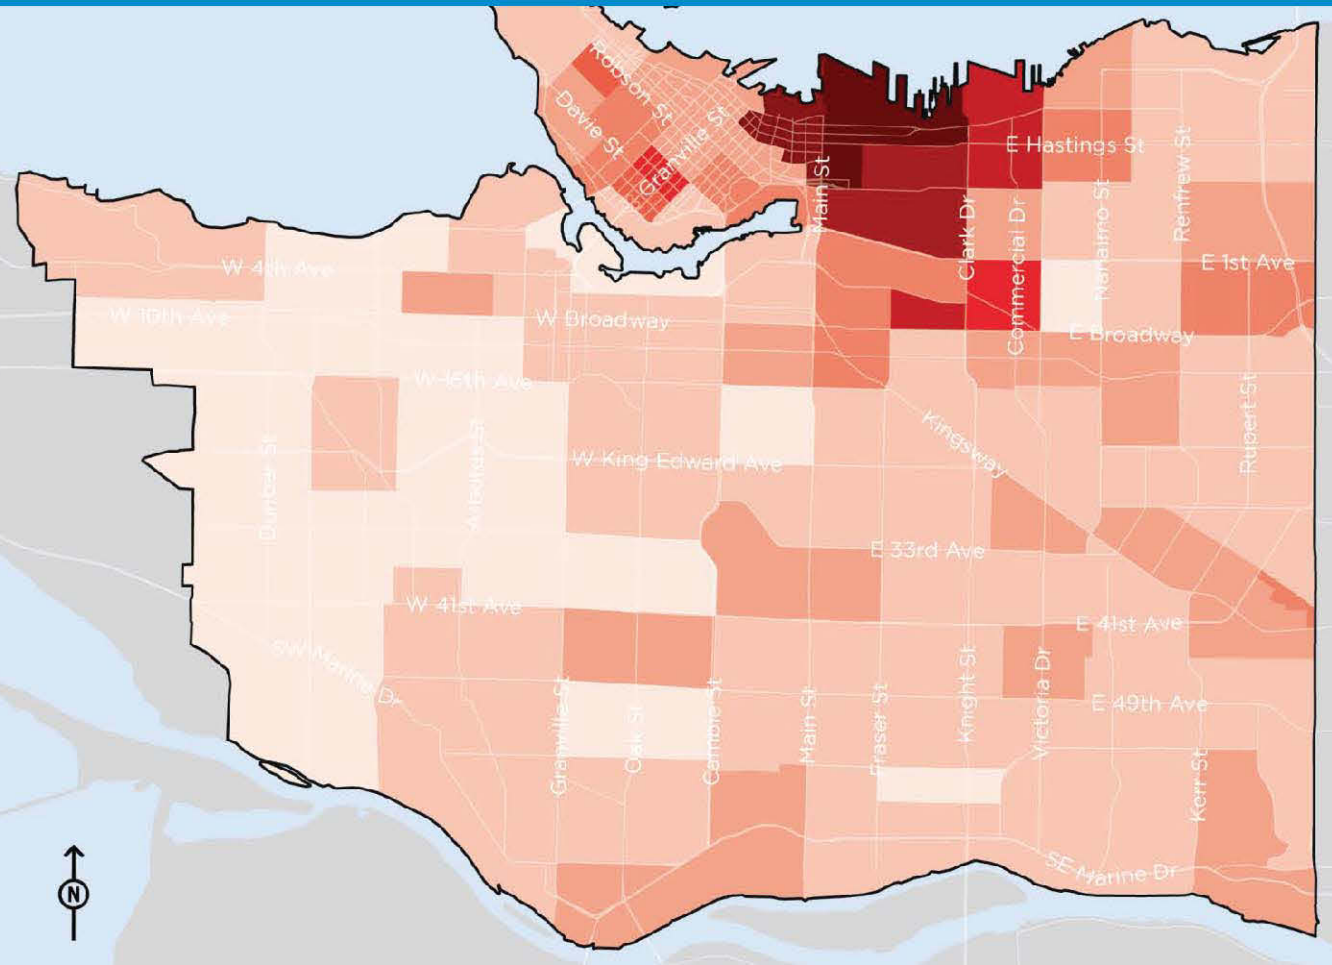 Robson St
Davie St
Granville St
E Hastings St
Main St
Renfrew St
Nanaimo St
Clark Dr
Commercial Dr
W 4th Ave
E 1st Ave
W 10th Ave
W Broadway
E Broadway
W 16th Ave
Rupert St
Kingsway
Dunbar St
Arbutus St
W King Edward Ave
E 33rd Ave
W 41st Ave
E 41st Ave
SW Marine Dr
Granville St
Oak St
Cambie St
Main St
Fraser St
Knight St
Victoria Dr
E 49th Ave
Kerr St
SE Marine Dr
N